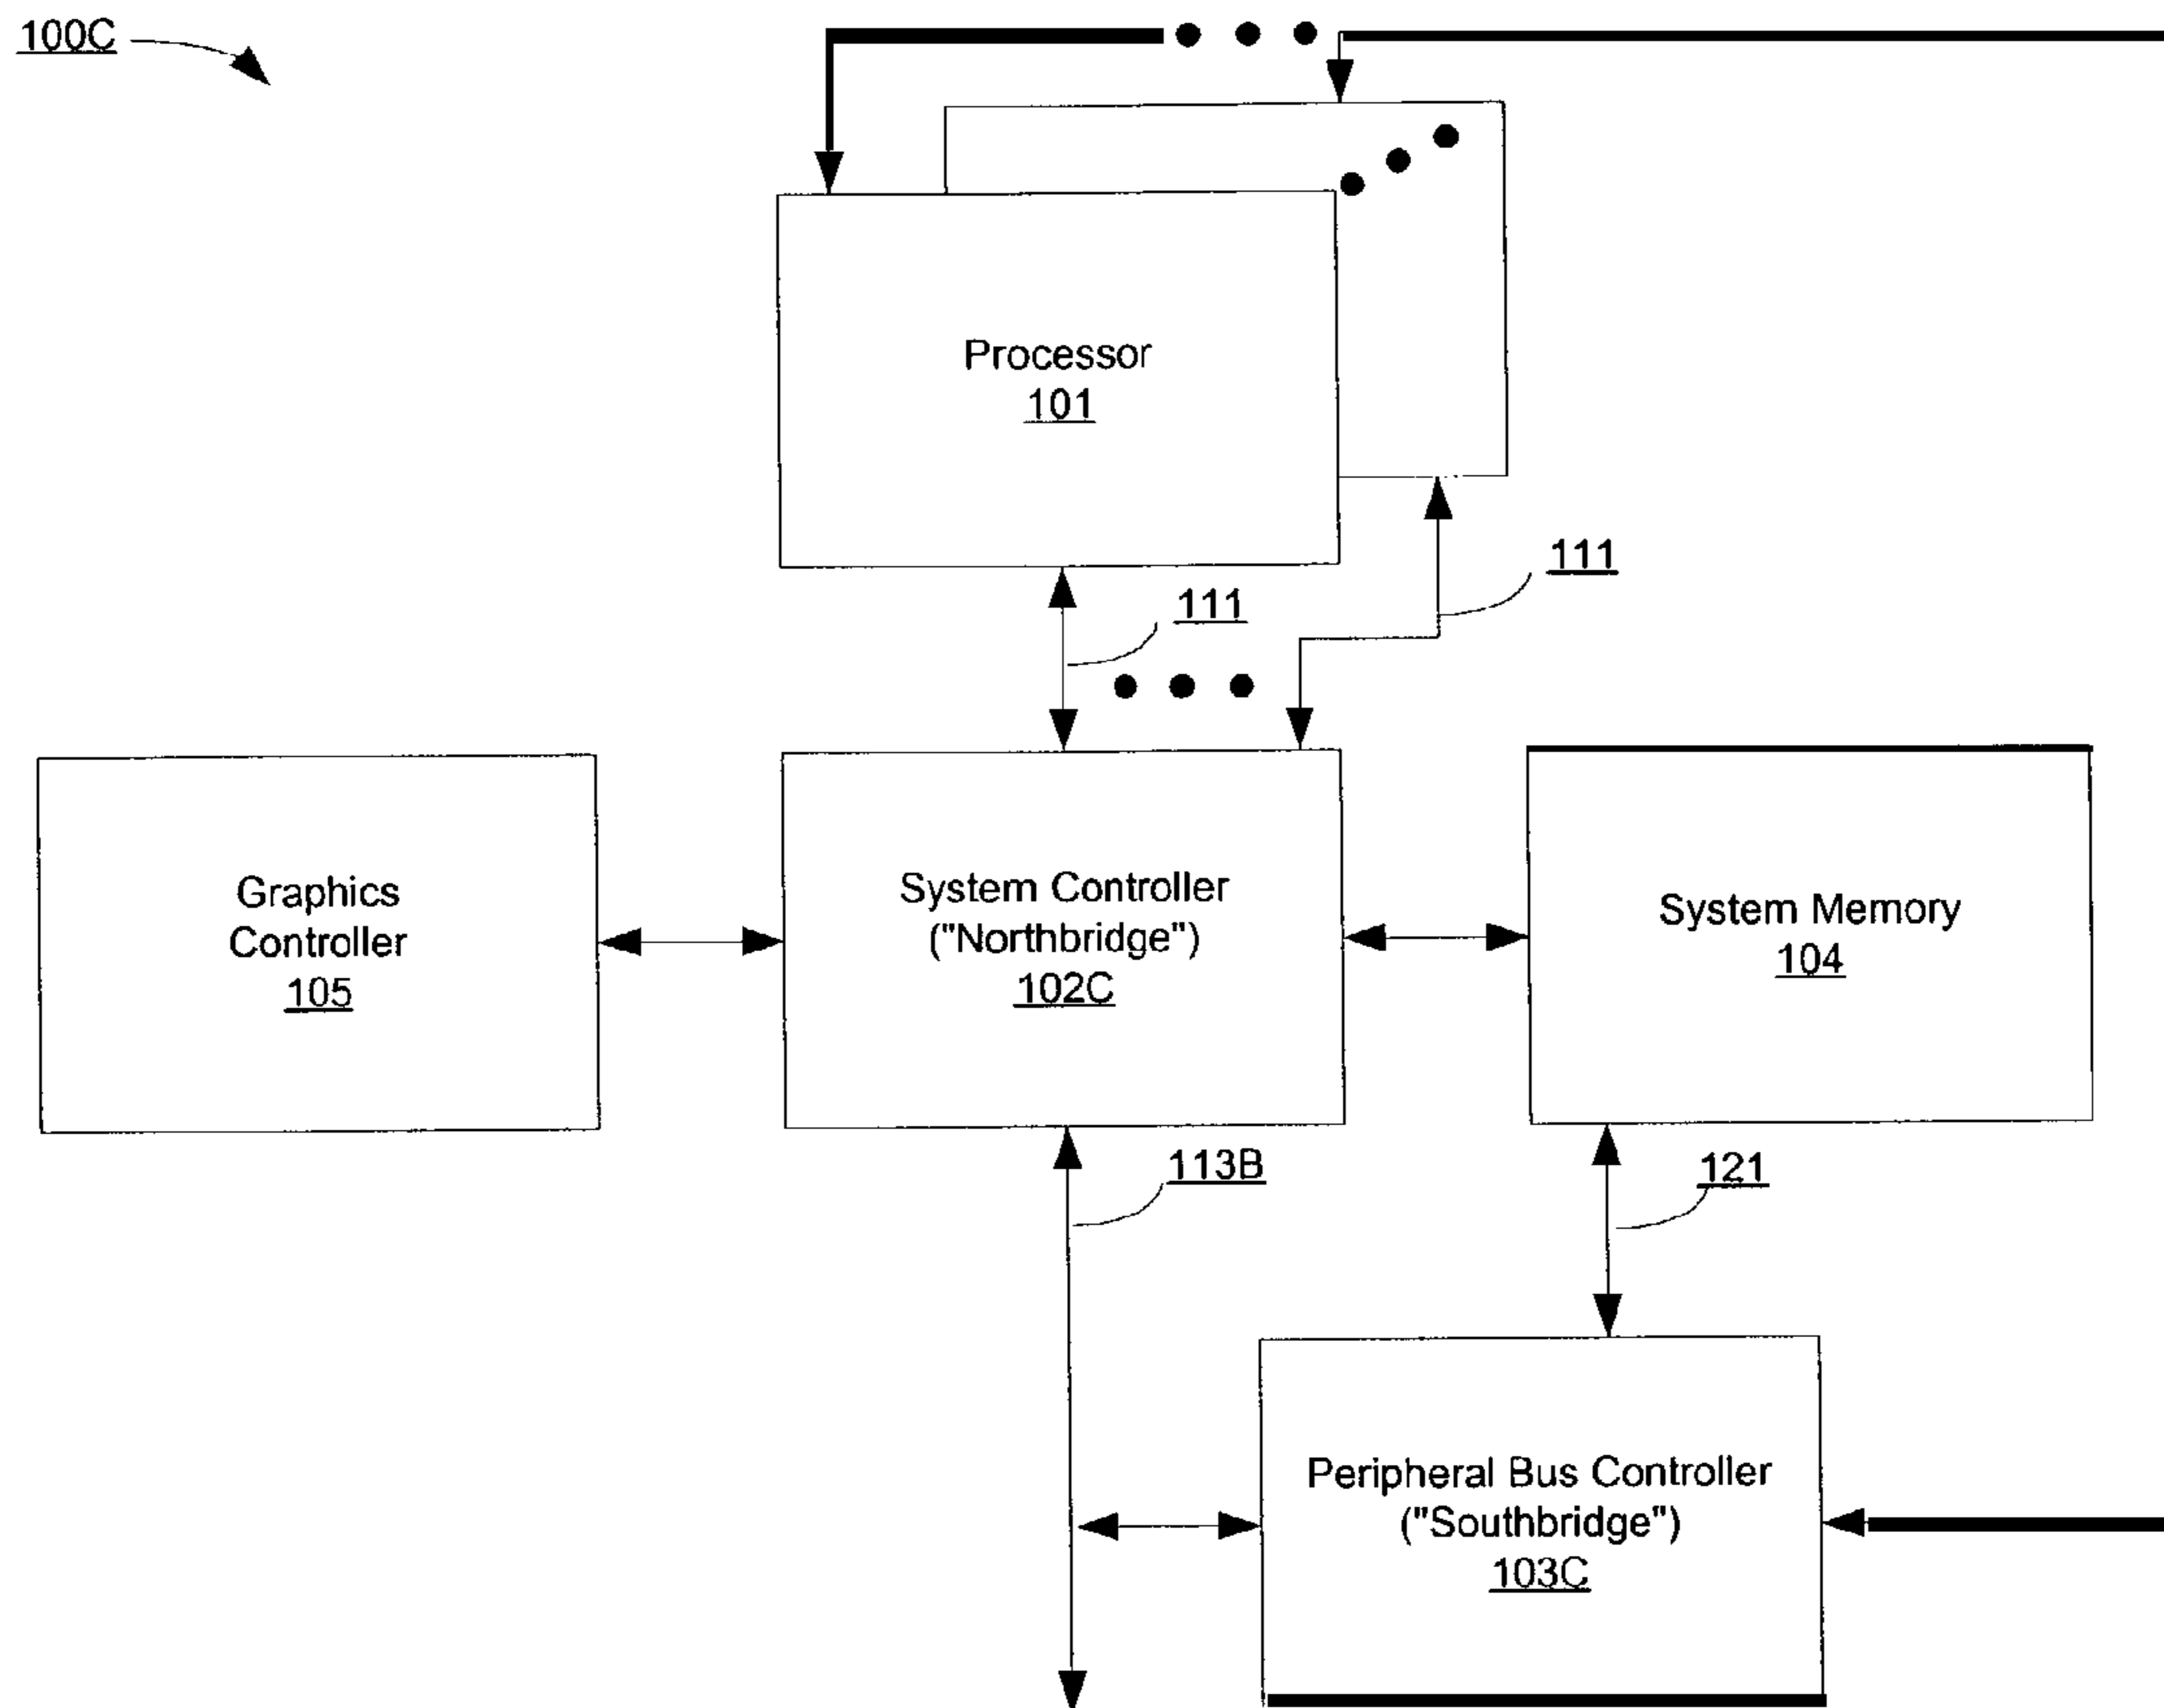 100C
Processor
101
111
111
Graphics
Controller
105
System Controller
("Northbridge")
102C
System Memory
104
113B
121
Peripheral Bus Controller
("Southbridge")
103C